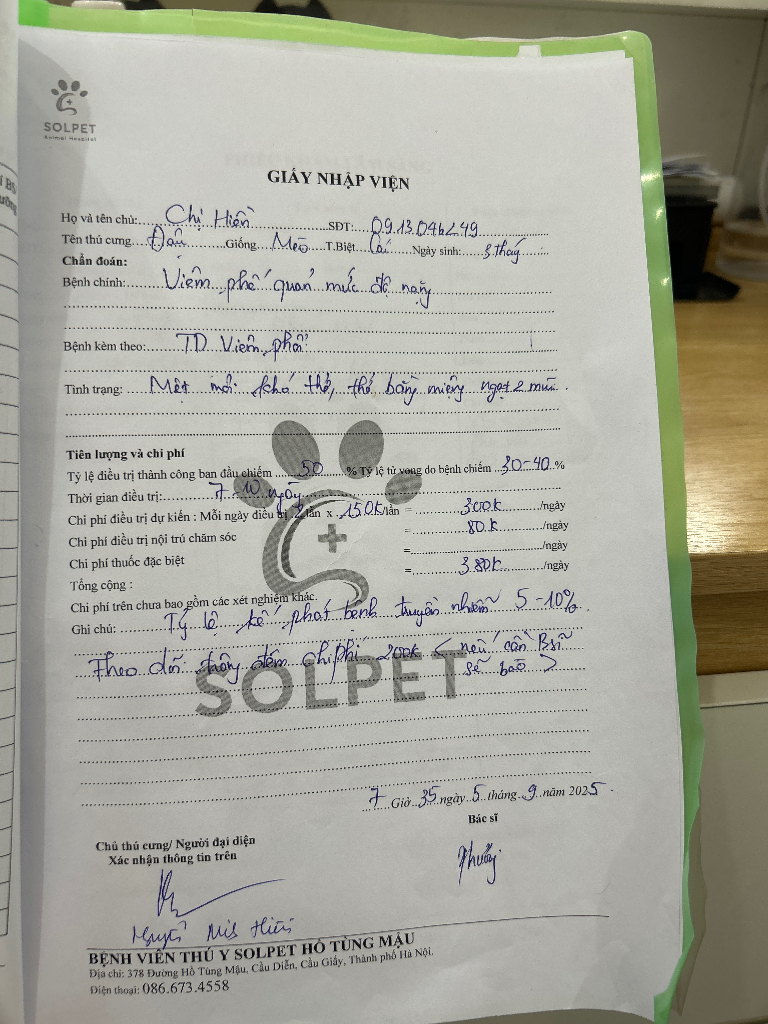 SOLPET
Animal Hospital
GIẤY NHẬP VIỆN
Họ và tên chủ: Chị Hiền SĐT:
Tên thú cưng Đậu Giống Mèo T.Biệt Cái Ngày sinh: 3 tháng
Chẩn đoán:
Bệnh chính: Viêm phế quản mức độ nặng
Bệnh kèm theo: TD Viêm phổi
Tình trạng: Mệt mỏi khó thở, thở bằng miệng ngạt 2 mũi.
Tiên lượng và chi phí
Tỷ lệ điều trị thành công ban đầu chiếm 50 % Tỷ lệ tử vong do bệnh chiếm 30-40 %
Thời gian điều trị: 7-10 ngày
Chi phí điều trị dự kiến : Mỗi ngày điều trị 2 lần x 150k/lần = 300k /ngày
Chi phí điều trị nội trú chăm sóc = 80k /ngày
Chi phí thuốc đặc biệt = /ngày
Tổng cộng : = 380k /ngày
Chi phí trên chưa bao gồm các xét nghiệm khác.
Ghi chú: Tỷ lệ kế phát bệnh truyền nhiễm 5-10%
Theo dõi thông đêm chi phí 200k < nếu cần Bsĩ
sẽ báo >
7 Giờ 35 ngày 5 tháng 9 năm 2025
Bác sĩ
Chủ thú cưng/ Người đại diện
Xác nhận thông tin trên
Phương
Hiền
BỆNH VIÊN THÚ Y SOLPET HỒ TÙNG MẬU
Địa chỉ: 378 Đường Hồ Tùng Mậu, Cầu Diễn, Cầu Giấy, Thành phố Hà Nội.
Điện thoại: 086.673.4558
SOLPET